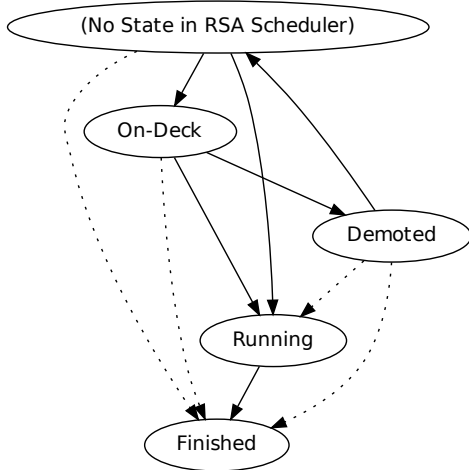 (No State in RSA Scheduler)
On-Deck
Demoted
Running
Finished